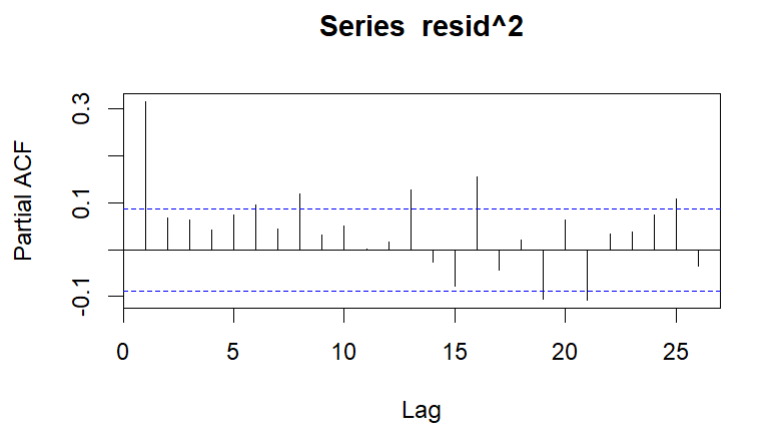 Series resid^2
Partial ACF
0.3
0.1
-0.1
0 5 10 15 20 25
Lag